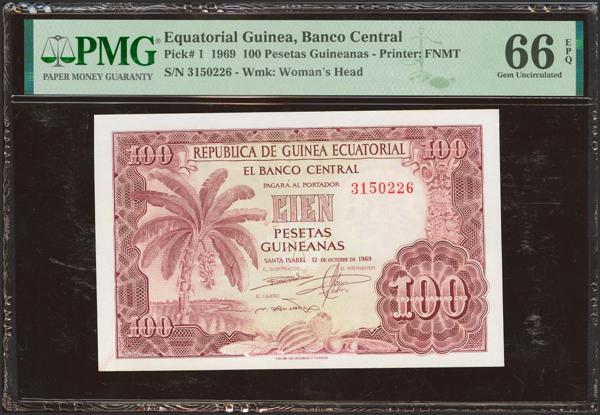 PMG
PAPER MONEY GUARANTY
Equatorial Guinea, Banco Central
Pick# 1 1969 100 Pesetas Guineanas - Printer: FNMT
S/N 3150226 - Wmk: Woman's Head
66 EPQ
Gem Uncirculated
100
100
REPUBLICA DE GUINEA ECUATORIAL
EL BANCO CENTRAL
PAGARÁ AL PORTADOR
3150226
CIEN
PESETAS
GUINEANAS
SANTA ISABEL 12 DE OCTUBRE DE 1969
EL GOBERNADOR
EL INTERVENTOR
EL CAJERO
100
100